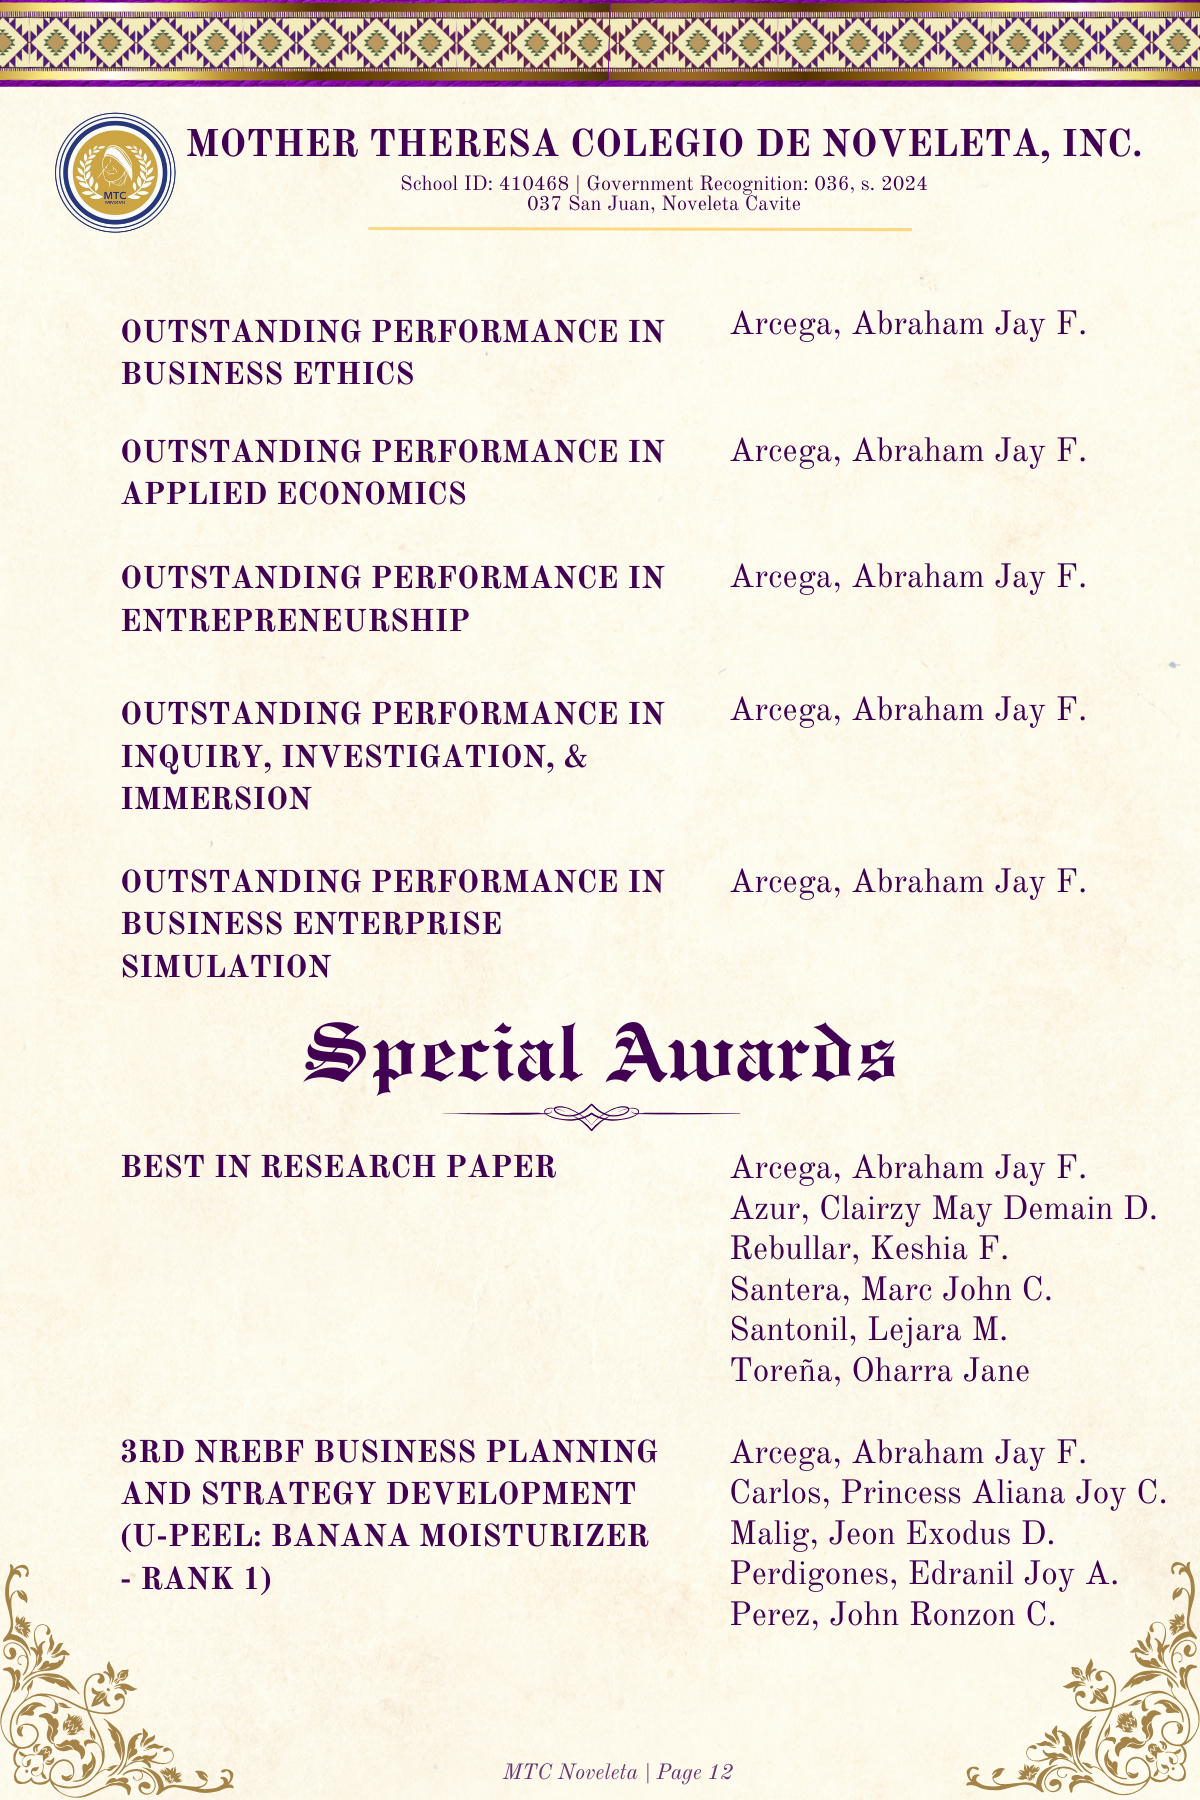 MOTHER THERESA COLEGIO DE NOVELETA, INC.
School ID: 410468 | Government Recognition: 036, s. 2024
037 San Juan, Noveleta Cavite
MTC
OUTSTANDING PERFORMANCE IN
BUSINESS ETHICS
Arcega, Abraham Jay F.
OUTSTANDING PERFORMANCE IN
APPLIED ECONOMICS
Arcega, Abraham Jay F.
OUTSTANDING PERFORMANCE IN
ENTREPRENEURSHIP
Arcega, Abraham Jay F.
OUTSTANDING PERFORMANCE IN
INQUIRY, INVESTIGATION, &
IMMERSION
Arcega, Abraham Jay F.
OUTSTANDING PERFORMANCE IN
BUSINESS ENTERPRISE
SIMULATION
Arcega, Abraham Jay F.
Special Awards
BEST IN RESEARCH PAPER
Arcega, Abraham Jay F.
Azur, Clairzy May Demain D.
Rebullar, Keshia F.
Santera, Marc John C.
Santonil, Lejara M.
Toreña, Oharra Jane
3RD NREBF BUSINESS PLANNING
AND STRATEGY DEVELOPMENT
(U-PEEL: BANANA MOISTURIZER
- RANK 1)
Arcega, Abraham Jay F.
Carlos, Princess Aliana Joy C.
Malig, Jeon Exodus D.
Perdigones, Edranil Joy A.
Perez, John Ronzon C.
MTC Noveleta | Page 12